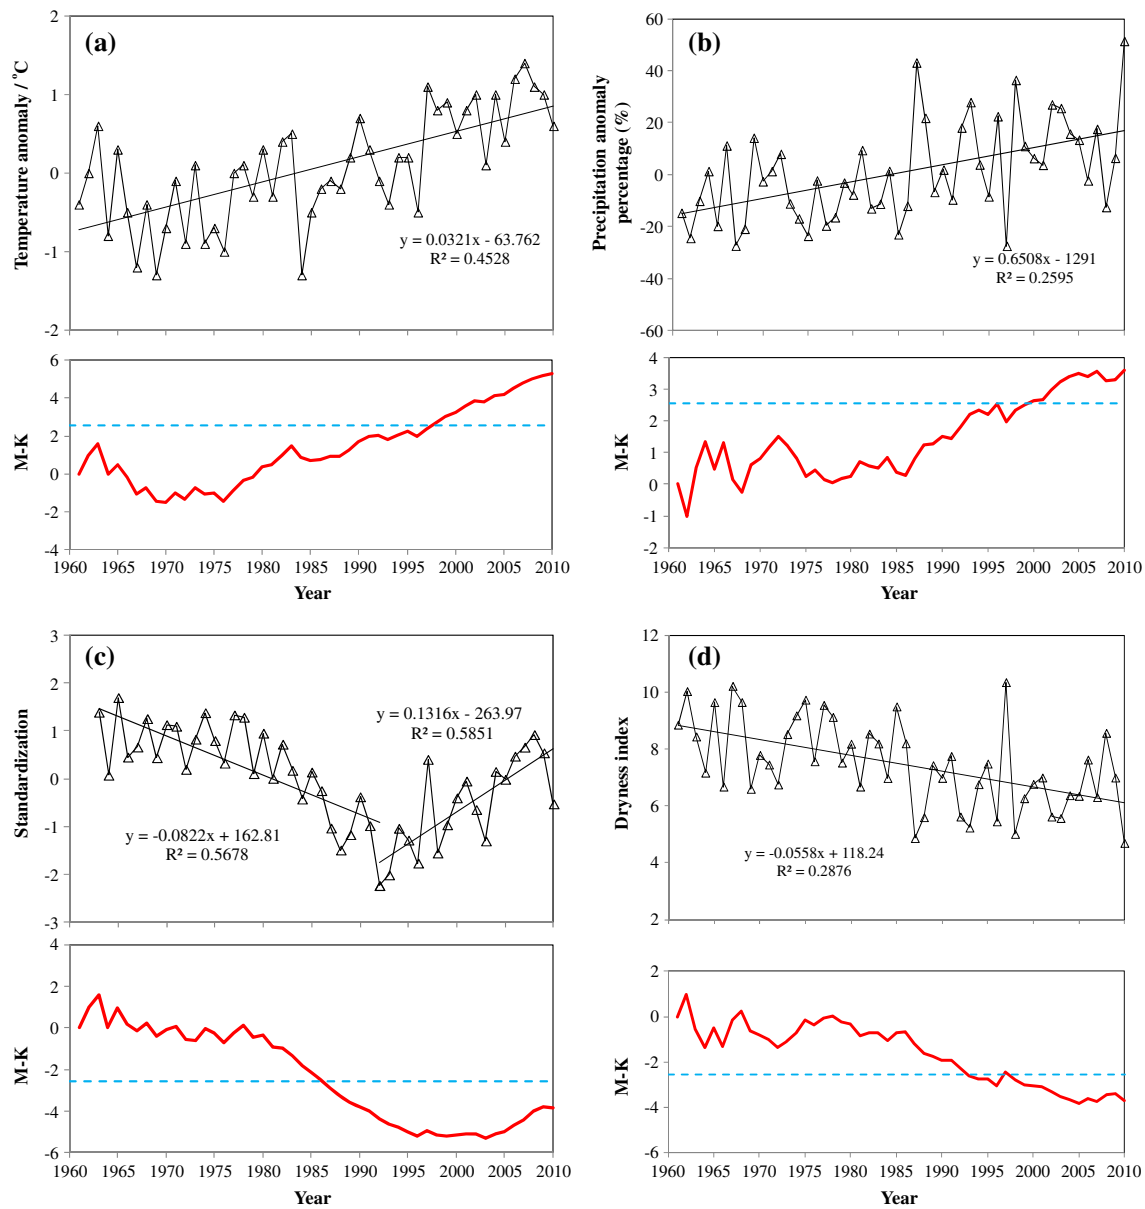 (a)
Temperature anomaly / °C
2
1
0
-1
-2
y = 0.0321x - 63.762
R² = 0.4528
M-K
6
4
2
0
-2
-4
1960 1965 1970 1975 1980 1985 1990 1995 2000 2005 2010
Year
(b)
Precipitation anomaly
percentage (%)
60
40
20
0
-20
-40
-60
y = 0.6508x - 1291
R² = 0.2595
M-K
4
3
2
1
0
-1
-2
1960 1965 1970 1975 1980 1985 1990 1995 2000 2005 2010
Year
(c)
Standardization
3
2
1
0
-1
-2
-3
y = 0.1316x - 263.97
R² = 0.5851
y = -0.0822x + 162.81
R² = 0.5678
M-K
4
2
0
-2
-4
-6
1960 1965 1970 1975 1980 1985 1990 1995 2000 2005 2010
Year
(d)
Dryness index
12
10
8
6
4
2
y = -0.0558x + 118.24
R² = 0.2876
M-K
2
0
-2
-4
-6
1960 1965 1970 1975 1980 1985 1990 1995 2000 2005 2010
Year